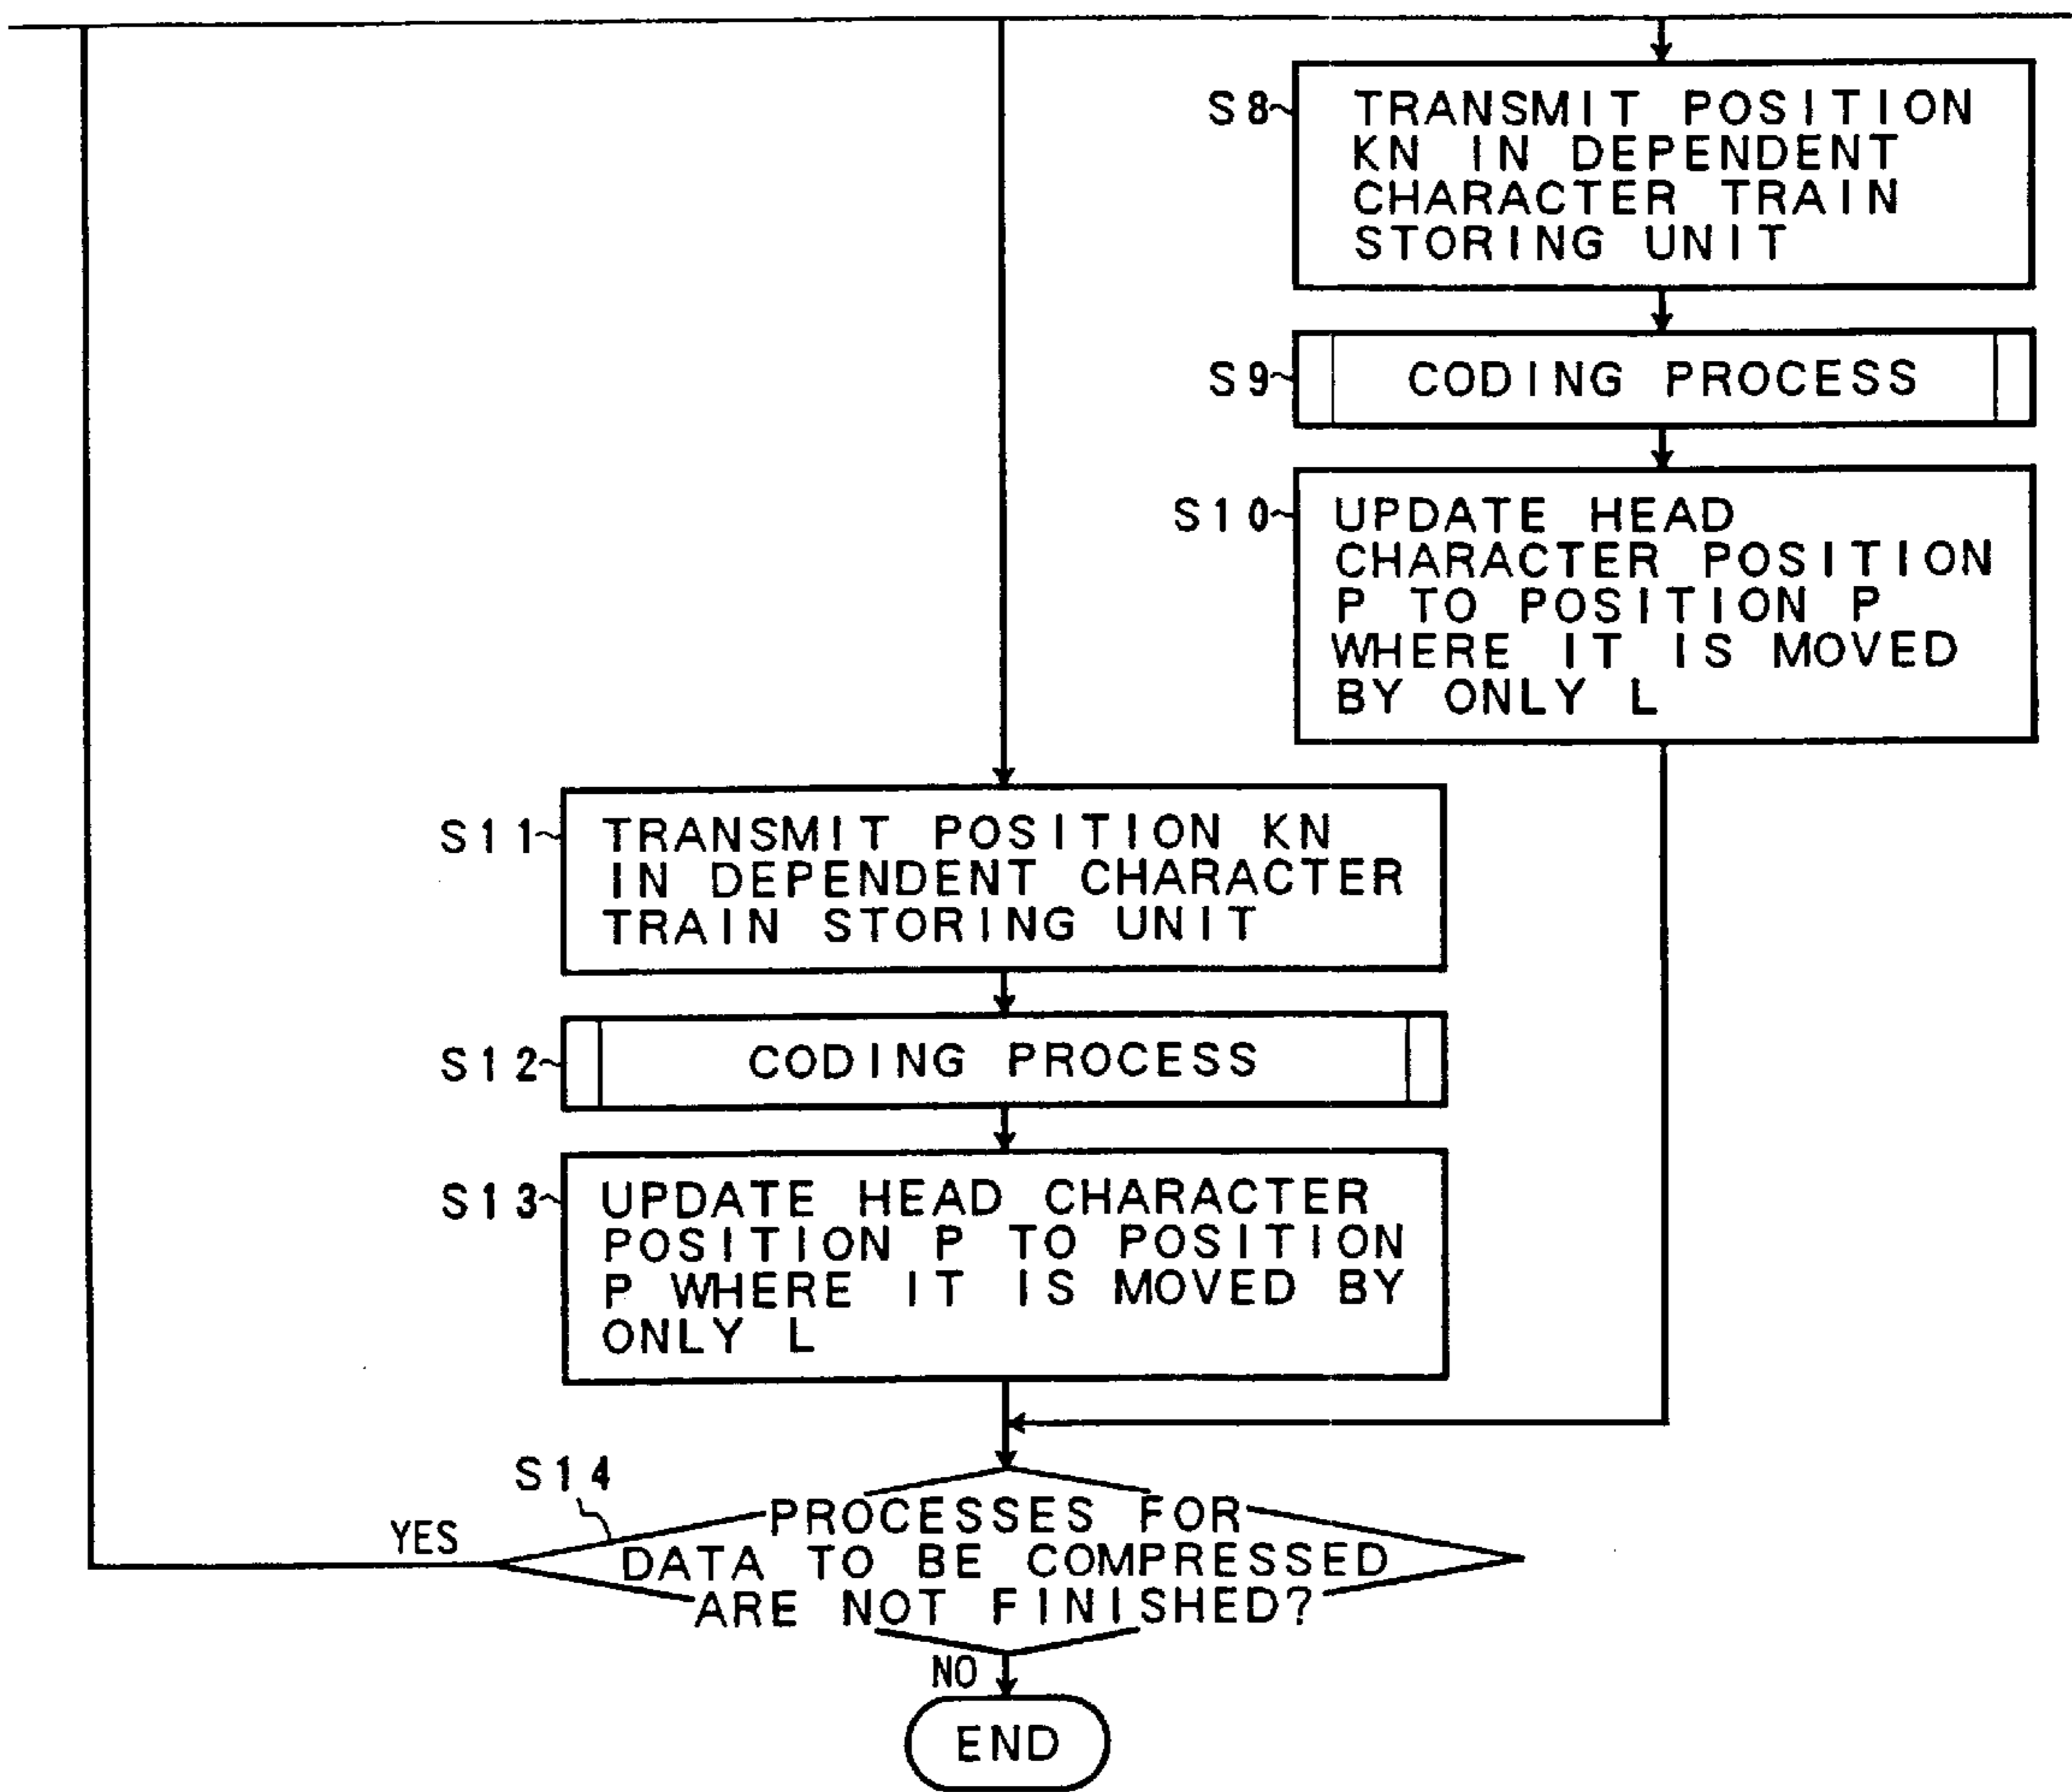 S8
TRANSMIT POSITION
KN IN DEPENDENT
CHARACTER TRAIN
STORING UNIT
S9
CODING PROCESS
S10
UPDATE HEAD
CHARACTER POSITION
P TO POSITION P
WHERE IT IS MOVED
BY ONLY L
S11
TRANSMIT POSITION KN
IN DEPENDENT CHARACTER
TRAIN STORING UNIT
S12
CODING PROCESS
S13
UPDATE HEAD CHARACTER
POSITION P TO POSITION
P WHERE IT IS MOVED BY
ONLY L
S14
PROCESSES FOR
DATA TO BE COMPRESSED
ARE NOT FINISHED?
YES
NO
END